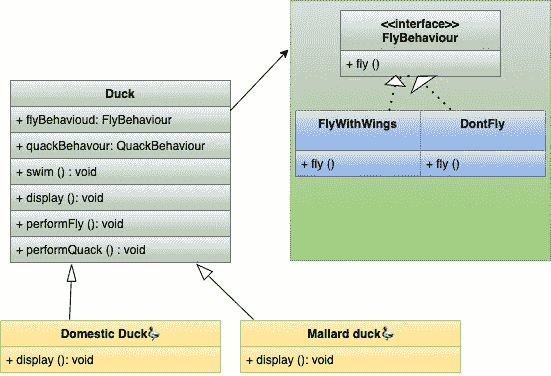 <<interface>>
FlyBehaviour
+ fly ()
Duck
+ flyBehavioud: FlyBehaviour
+ quackBehavour: QuackBehaviour
+ swim () : void
+ display (): void
+ performFly(): void
+ performQuack () : void
FlyWithWings
+ fly ()
DontFly
+ fly ()
Domestic Duck🦆
+ display (): void
Mallard duck🦆
+ display (): void